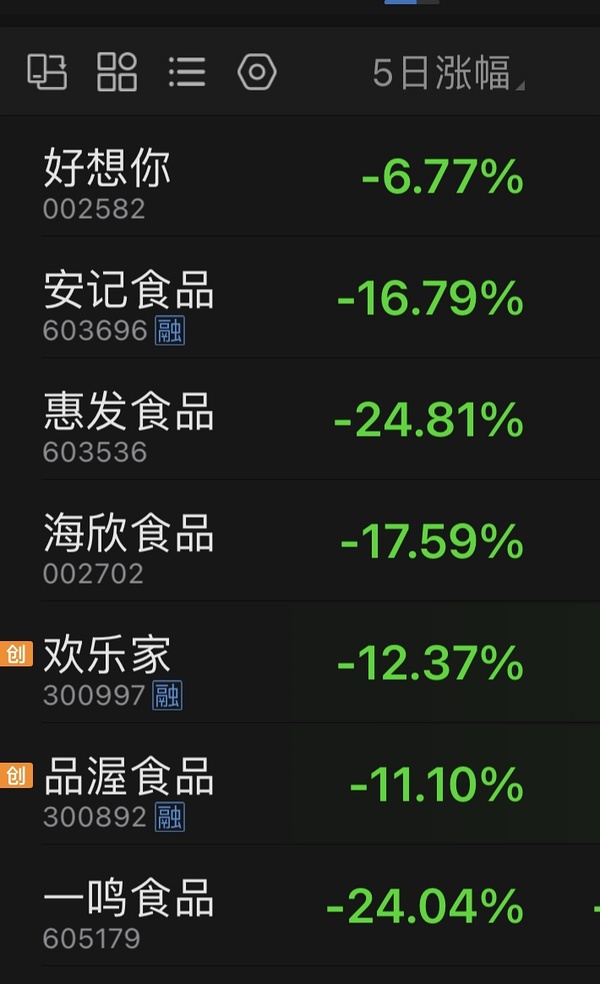 5日涨幅
好想你 -6.77%
002582
安记食品 -16.79%
603696 融
惠发食品 -24.81%
603536
海欣食品 -17.59%
002702
创 欢乐家 -12.37%
300997 融
创 品渥食品 -11.10%
300892 融
一鸣食品 -24.04% -
605179